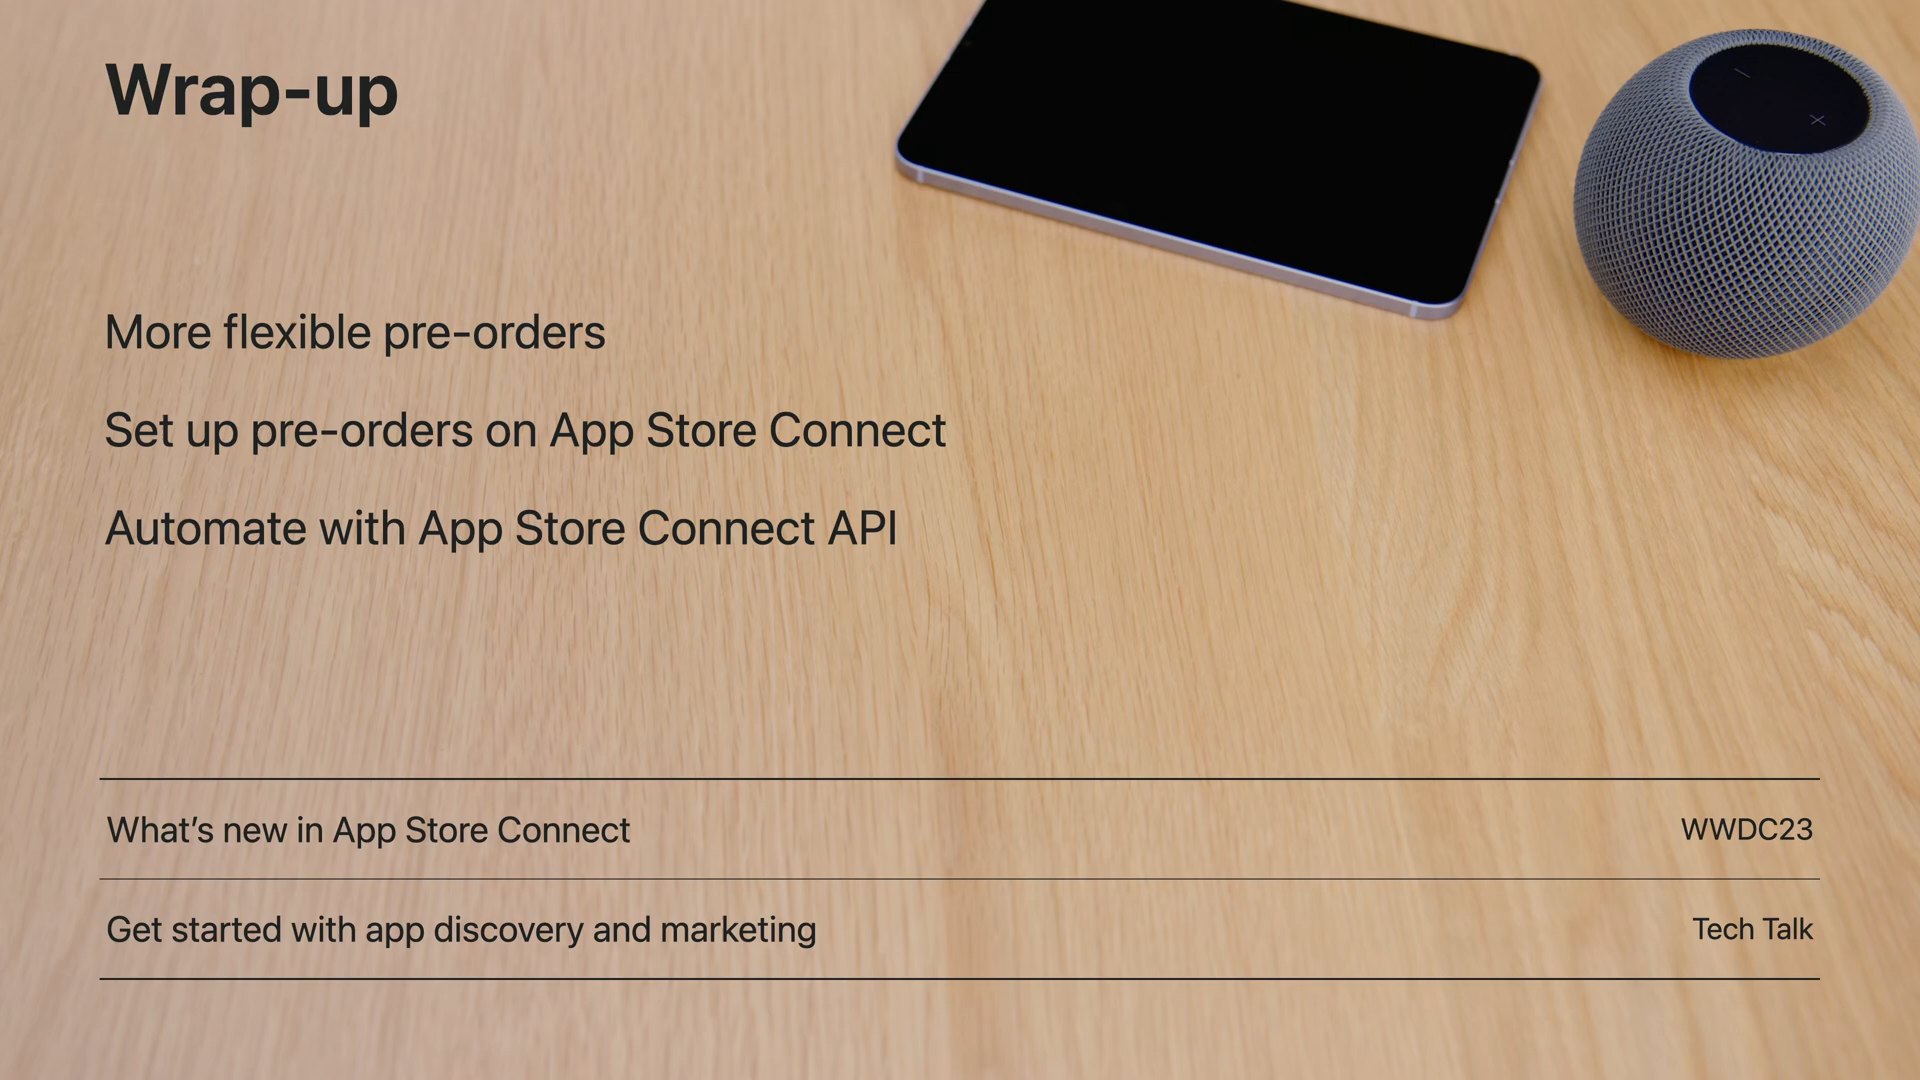 Wrap-up
More flexible pre-orders
Set up pre-orders on App Store Connect
Automate with App Store Connect API
What’s new in App Store Connect WWDC23
Get started with app discovery and marketing Tech Talk